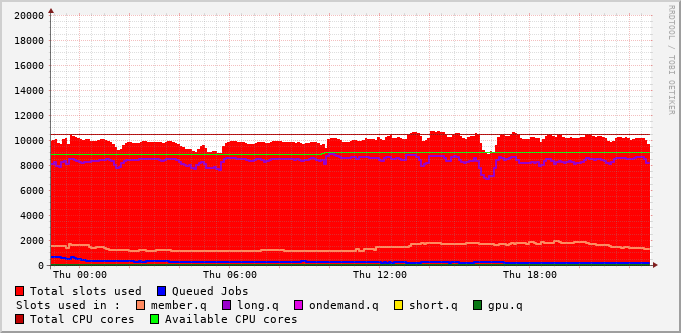 RRDTOOL / TOBI OETIKER
20000
18000
16000
14000
12000
10000
8000
6000
4000
2000
0
Thu 00:00 Thu 06:00 Thu 12:00 Thu 18:00
Total slots used Queued Jobs
Slots used in : member.q long.q ondemand.q short.q gpu.q
Total CPU cores Available CPU cores